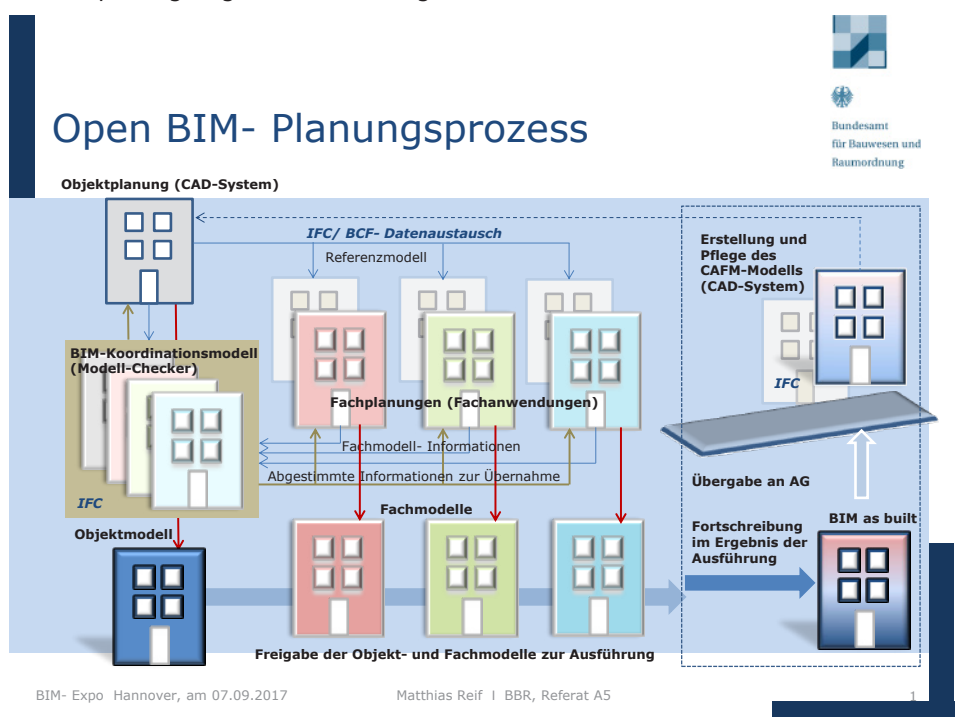 Open BIM- Planungsprozess
Bundesamt
für Bauwesen und
Raumordnung
Objektplanung (CAD-System)
IFC/ BCF- Datenaustausch
Referenzmodell
Erstellung und
Pflege des
CAFM-Modells
(CAD-System)
IFC
BIM-Koordinationsmodell
(Modell-Checker)
IFC
Fachplanungen (Fachanwendungen)
Fachmodell- Informationen
Abgestimmte Informationen zur Übernahme
Übergabe an AG
Fachmodelle
Objektmodell
Fortschreibung
im Ergebnis der
Ausführung
BIM as built
Freigabe der Objekt- und Fachmodelle zur Ausführung
BIM- Expo Hannover, am 07.09.2017
Matthias Reif I BBR, Referat A5
1